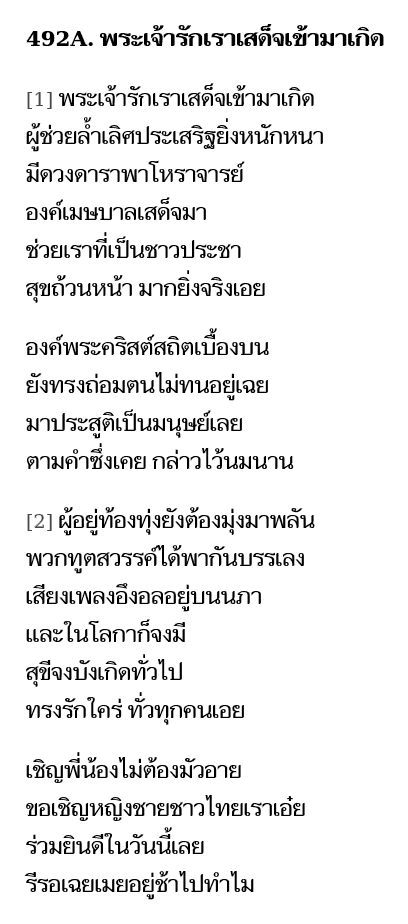 492A. พระเจ้ารักเราเสด็จเข้ามาเกิด
[1] พระเจ้ารักเราเสด็จเข้ามาเกิด
ผู้ช่วยล้ำเลิศประเสริฐยิ่งหนักหนา
มีดวงดาราพาโหราจารย์
องค์เมษบาลเสด็จมา
ช่วยเราที่เป็นชาวประชา
สุขถ้วนหน้า มากยิ่งจริงเอย
องค์พระคริสต์สถิตเบื้องบน
ยังทรงถ่อมตนไม่ทนอยู่เฉย
มาประสูติเป็นมนุษย์เลย
ตามคำซึ่งเคย กล่าวไว้นมนาน
[2] ผู้อยู่ท้องทุ่งยังต้องมุ่งมาพลัน
พวกทูตสวรรค์ได้พากันบรรเลง
เสียงเพลงอึงอลอยู่บนนภา
และในโลกาก็จงมี
สุขีจงบังเกิดทั่วไป
ทรงรักใคร่ ทั่วทุกคนเอย
เชิญพี่น้องไม่ต้องมัวอาย
ขอเชิญหญิงชายชาวไทยเราเอ๋ย
ร่วมยินดีในวันนี้เลย
รีรอเฉยเมยอยู่ช้าไปทำไม